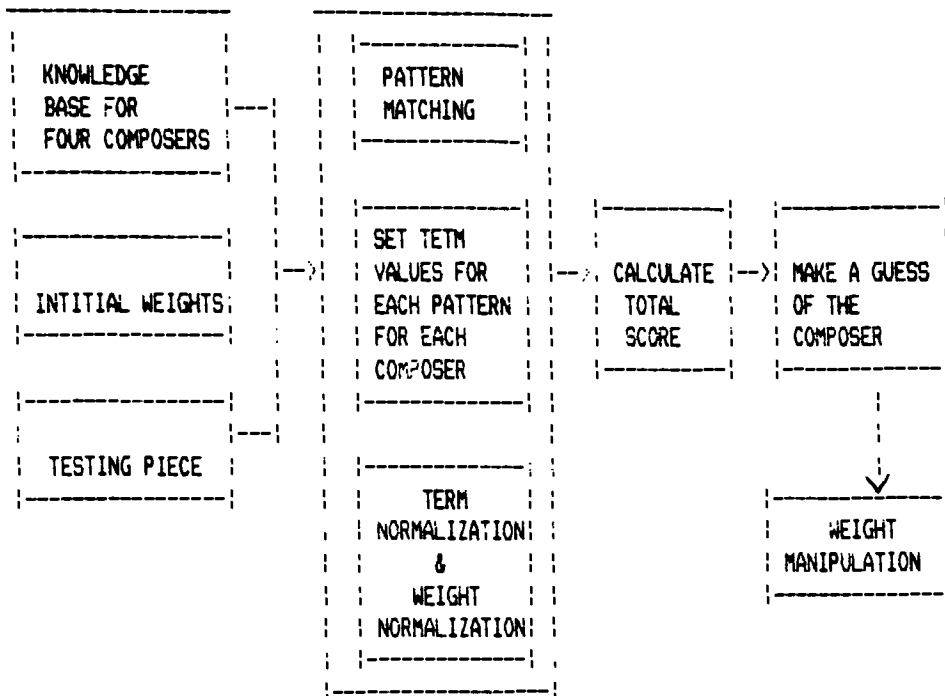 KNOWLEDGE
BASE FOR
FOUR COMPOSERS
INTITIAL WEIGHTS
TESTING PIECE
PATTERN
MATCHING
SET TETM
VALUES FOR
EACH PATTERN
FOR EACH
COMPOSER
TERM
NORMALIZATION
&
WEIGHT
NORMALIZATION
CALCULATE
TOTAL
SCORE
MAKE A GUESS
OF THE
COMPOSER
WEIGHT
MANIPULATION